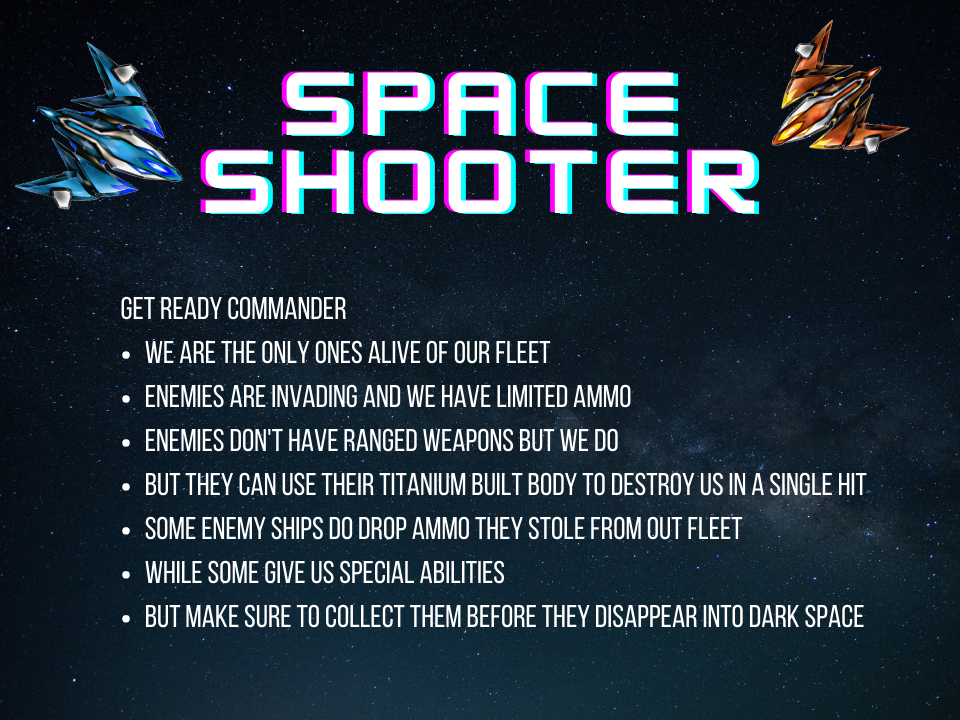 SPACE
SHOOTER
GET READY COMMANDER
• WE ARE THE ONLY ONES ALIVE OF OUR FLEET
• ENEMIES ARE INVADING AND WE HAVE LIMITED AMMO
• ENEMIES DON'T HAVE RANGED WEAPONS BUT WE DO
• BUT THEY CAN USE THEIR TITANIUM BUILT BODY TO DESTROY US IN A SINGLE HIT
• SOME ENEMY SHIPS DO DROP AMMO THEY STOLE FROM OUT FLEET
• WHILE SOME GIVE US SPECIAL ABILITIES
• BUT MAKE SURE TO COLLECT THEM BEFORE THEY DISAPPEAR INTO DARK SPACE